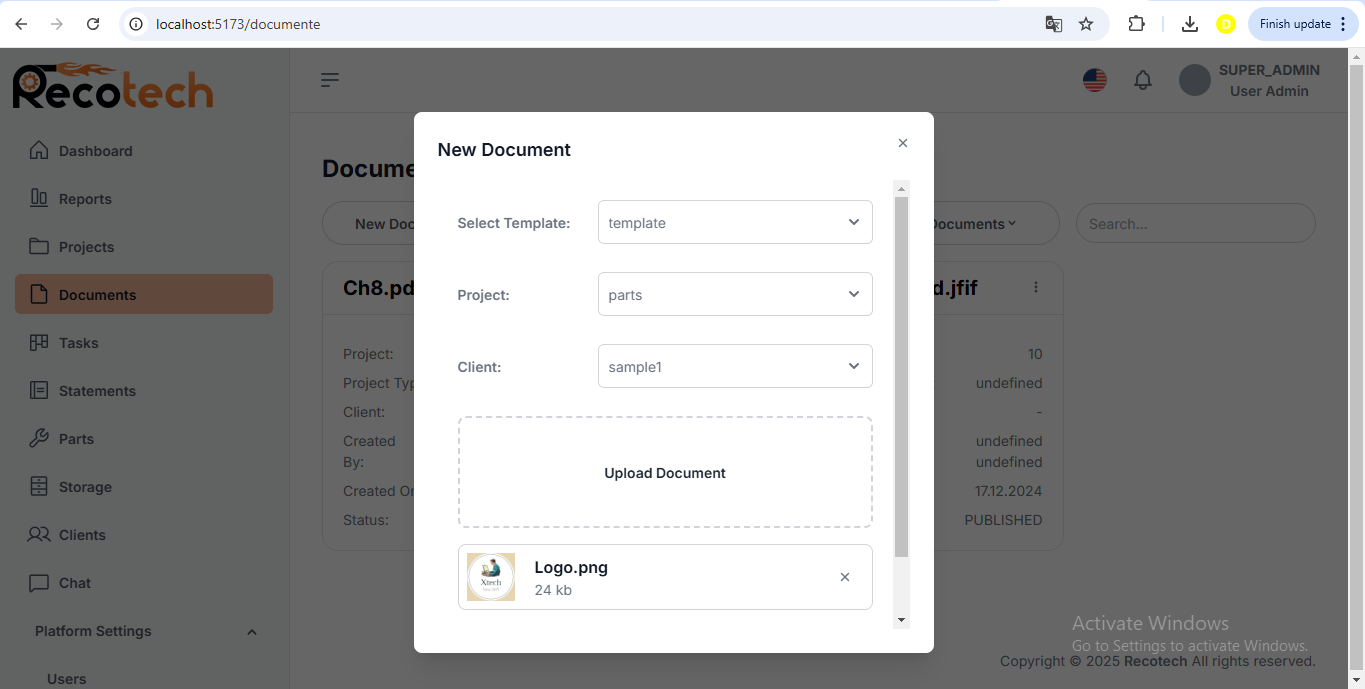 localhost:5173/documente
D
Finish update
Recotech
SUPER_ADMIN
User Admin
Dashboard
Reports
Projects
Documents
Tasks
Statements
Parts
Storage
Clients
Chat
Platform Settings
Users
Docume
New Doc
Documents
Search...
Ch8.pd
d.jfif
Project:
10
Project Typ
undefined
Client:
-
Created
By:
undefined
undefined
Created On
17.12.2024
Status:
PUBLISHED
New Document
Select Template:
template
Project:
parts
Client:
sample1
Upload Document
Xtech
Logo.png
24 kb
Activate Windows
Go to Settings to activate Windows.
Copyright © 2025 Recotech All rights reserved.